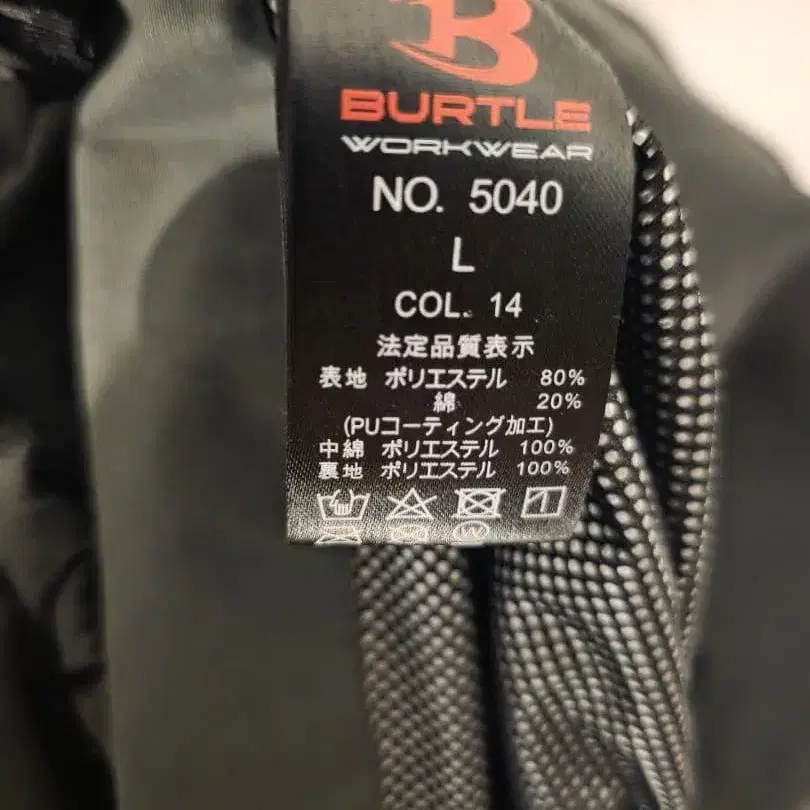 B
BURTLE
WORKWEAR
NO. 5040
L
COL. 14
法定品質表示
表地 ポリエステル 80%
綿 20%
(PUコーティング加工)
中綿 ポリエステル 100%
裏地 ポリエステル 100%
W